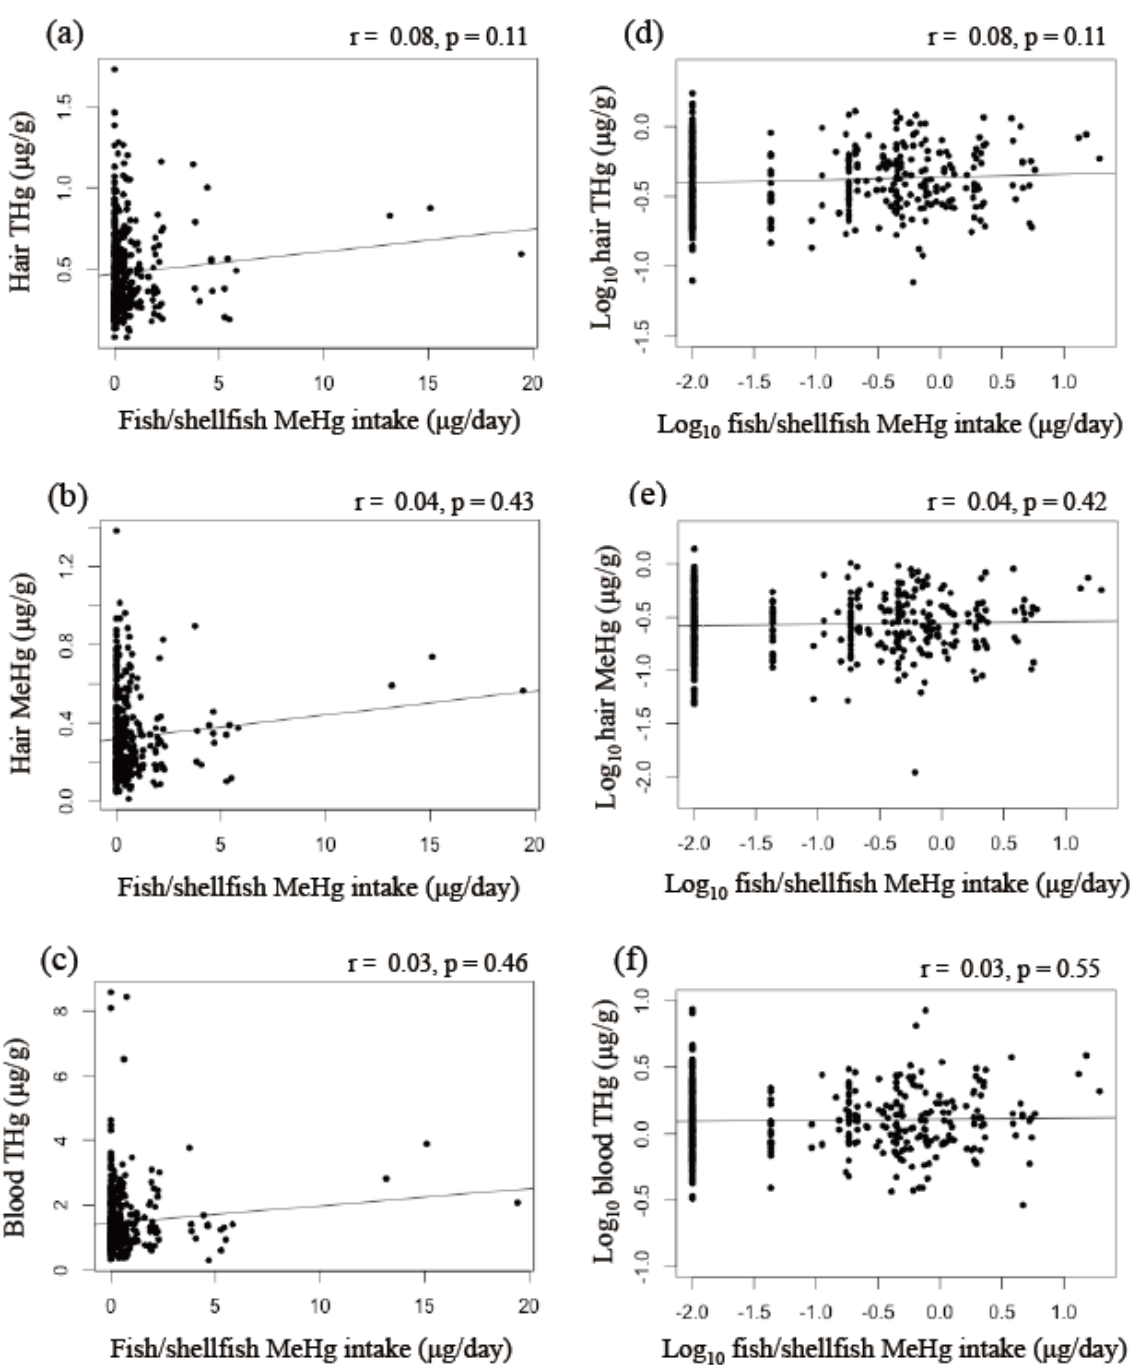 (a)
r = 0.08, p = 0.11
Hair THg (µg/g)
1.5
1.0
0.5
0 5 10 15 20
Fish/shellfish MeHg intake (µg/day)
(d)
r = 0.08, p = 0.11
Log10 hair THg (µg/g)
0.0
-0.5
-1.0
-1.5
-2.0 -1.5 -1.0 -0.5 0.0 0.5 1.0
Log10 fish/shellfish MeHg intake (µg/day)
(b)
r = 0.04, p = 0.43
Hair MeHg (µg/g)
1.2
0.8
0.4
0.0
0 5 10 15 20
Fish/shellfish MeHg intake (µg/day)
(e)
r = 0.04, p = 0.42
Log10 hair MeHg (µg/g)
0.0
-0.5
-1.0
-1.5
-2.0
-2.0 -1.5 -1.0 -0.5 0.0 0.5 1.0
Log10 fish/shellfish MeHg intake (µg/day)
(c)
r = 0.03, p = 0.46
Blood THg (µg/g)
8
6
4
2
0
0 5 10 15 20
Fish/shellfish MeHg intake (µg/day)
(f)
r = 0.03, p = 0.55
Log10 blood THg (µg/g)
1.0
0.5
0.0
-0.5
-1.0
-2.0 -1.5 -1.0 -0.5 0.0 0.5 1.0
Log10 fish/shellfish MeHg intake (µg/day)